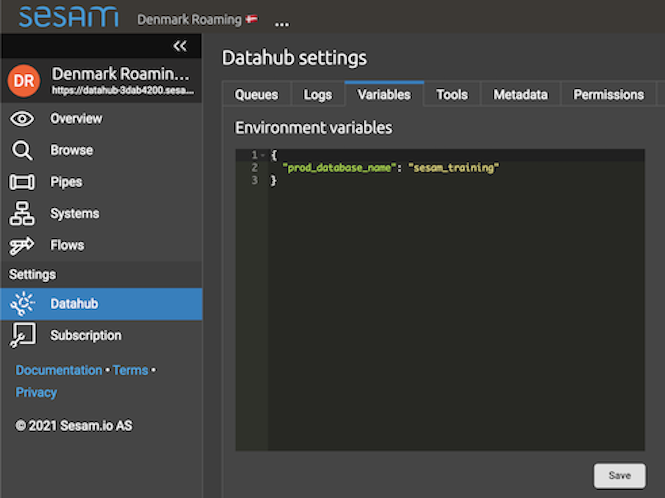 sesam Denmark Roaming 🇩🇰 ...
«
DR Denmark Roamin...
https://datahub-3dab4200.sesa...
Overview
Browse
Pipes
Systems
Flows
Settings
Datahub
Subscription
Documentation • Terms •
Privacy
© 2021 Sesam.io AS
Datahub settings
Queues Logs Variables Tools Metadata Permissions
Environment variables
1 {
2 "prod_database_name": "sesam_training"
3 }
Save